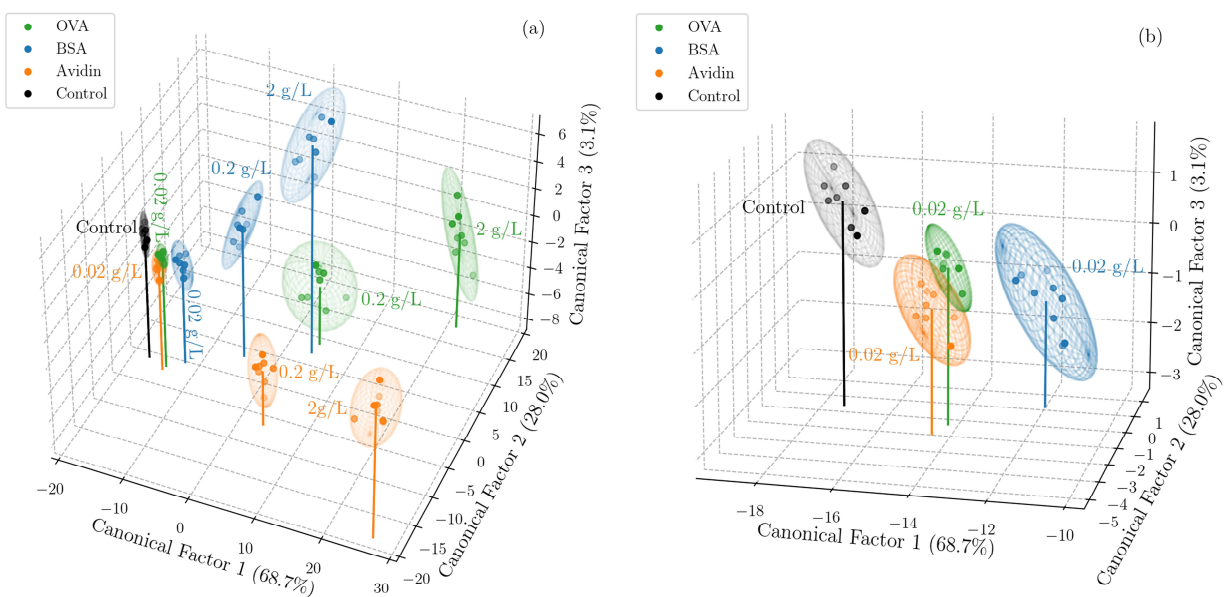 OVA
BSA
Avidin
Control
(a)
2 g/L
0.2 g/L
0.02 g/L
Control
0.02 g/L
0.02 g/L
2 g/L
0.2 g/L
0.2 g/L
2g/L
6
4
2
0
−2
−4
−6
−8
Canonical Factor 3 (3.1%)
20
15
10
5
0
−5
−10
−15
−20
Canonical Factor 2 (28.0%)
−20
−10
0
10
20
30
Canonical Factor 1 (68.7%)
OVA
BSA
Avidin
Control
(b)
Control
0.02 g/L
0.02 g/L
0.02 g/L
1
0
−1
−2
−3
Canonical Factor 3 (3.1%)
1
0
−1
−2
−3
−4
−5
Canonical Factor 2 (28.0%)
−18
−16
−14
−12
−10
Canonical Factor 1 (68.7%)